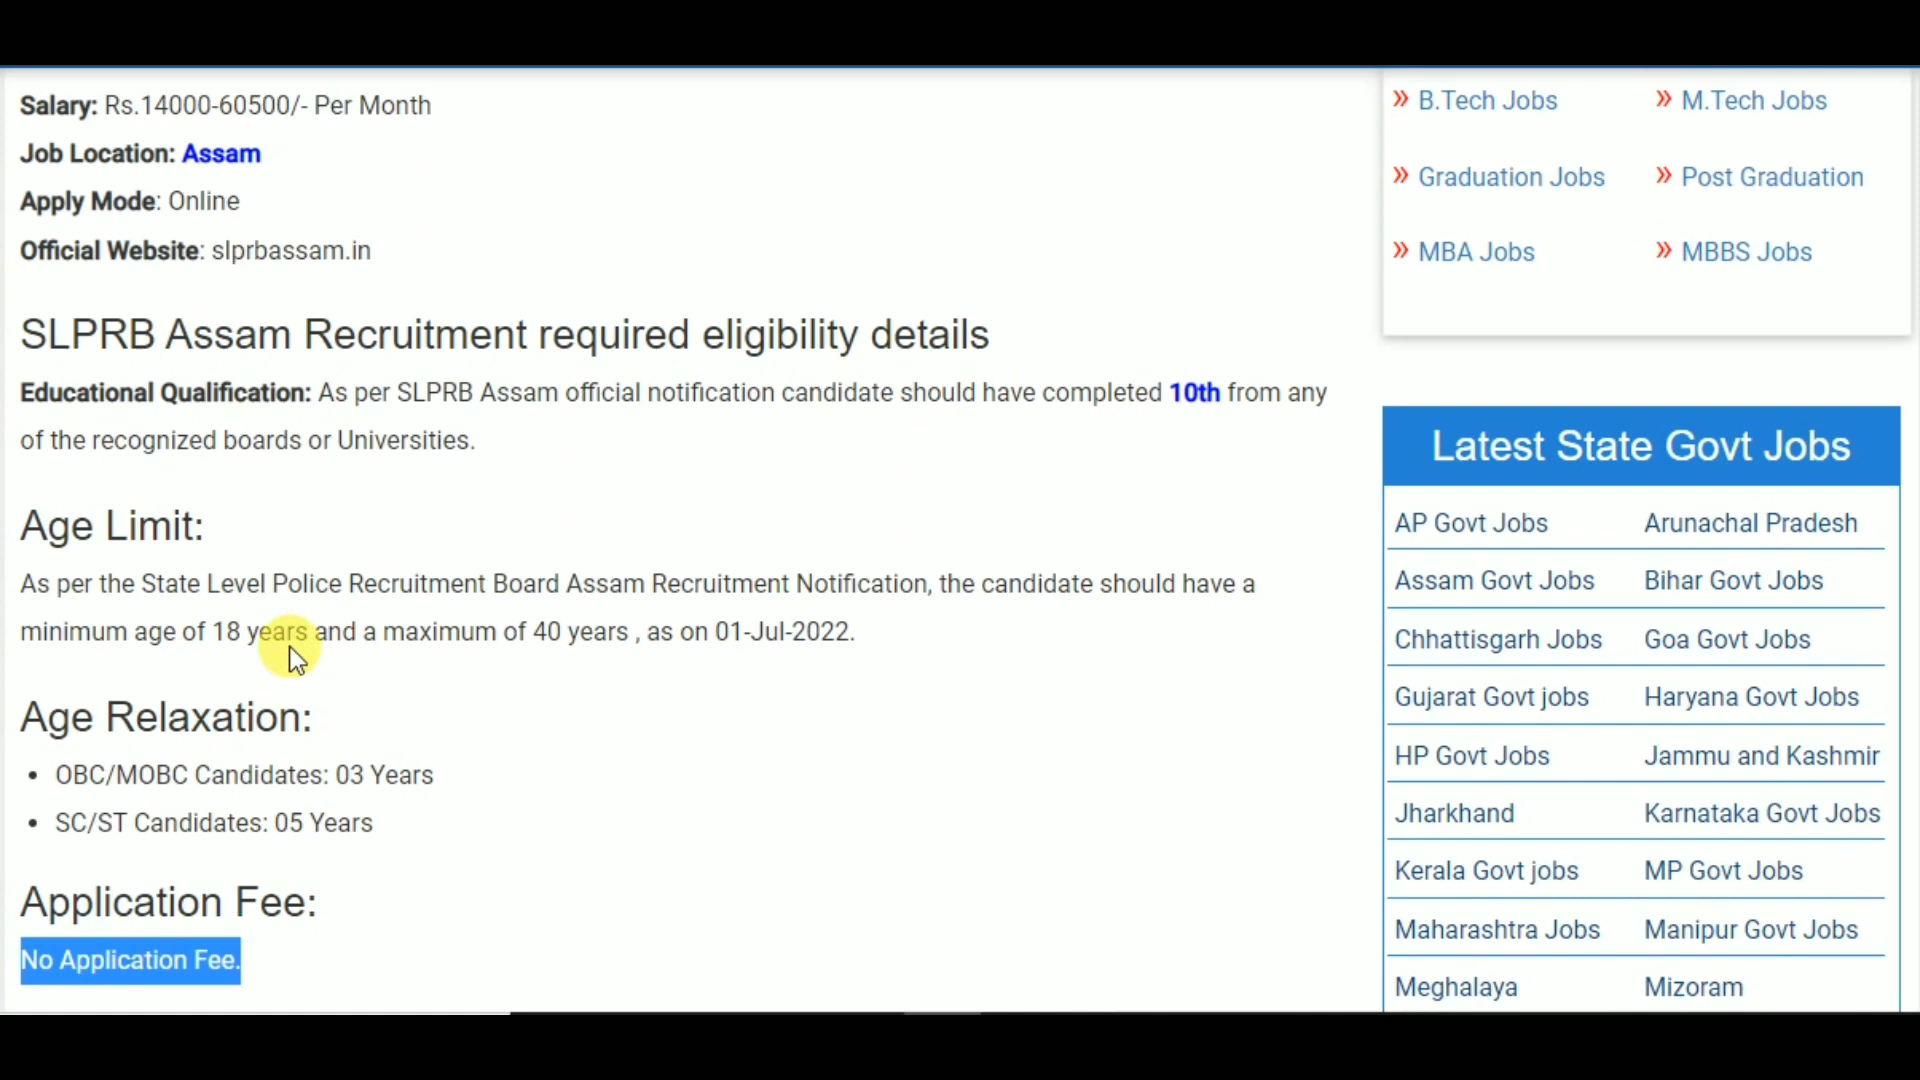 Salary: Rs.14000-60500/- Per Month
Job Location: Assam
Apply Mode: Online
Official Website: slprbassam.in
SLPRB Assam Recruitment required eligibility details
Educational Qualification: As per SLPRB Assam official notification candidate should have completed 10th from any
of the recognized boards or Universities.
Age Limit:
As per the State Level Police Recruitment Board Assam Recruitment Notification, the candidate should have a
minimum age of 18 years and a maximum of 40 years , as on 01-Jul-2022.
Age Relaxation:
• OBC/MOBC Candidates: 03 Years
• SC/ST Candidates: 05 Years
Application Fee:
No Application Fee.
» B.Tech Jobs » M.Tech Jobs
» Graduation Jobs » Post Graduation
» MBA Jobs » MBBS Jobs
Latest State Govt Jobs
AP Govt Jobs Arunachal Pradesh
Assam Govt Jobs Bihar Govt Jobs
Chhattisgarh Jobs Goa Govt Jobs
Gujarat Govt jobs Haryana Govt Jobs
HP Govt Jobs Jammu and Kashmir
Jharkhand Karnataka Govt Jobs
Kerala Govt jobs MP Govt Jobs
Maharashtra Jobs Manipur Govt Jobs
Meghalaya Mizoram